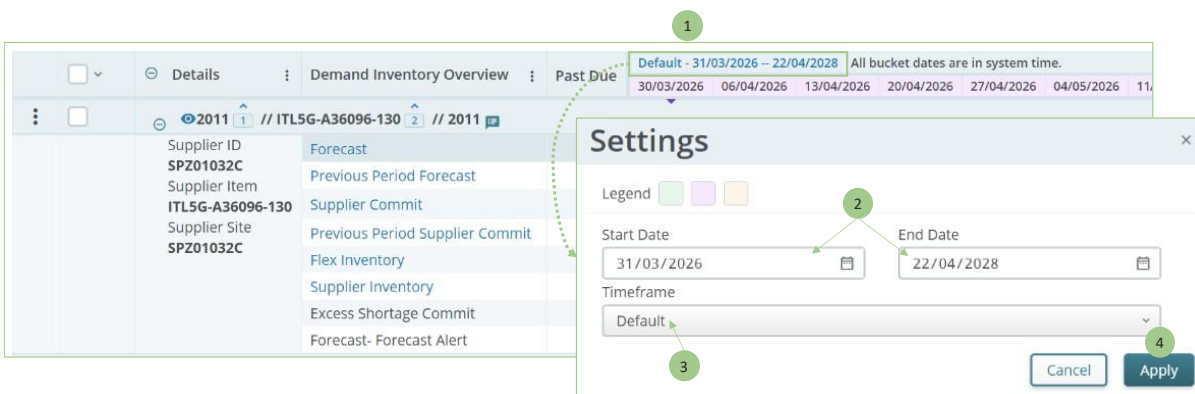 1
Details
Demand Inventory Overview
Past Due
Default - 31/03/2026 -- 22/04/2028 All bucket dates are in system time.
30/03/2026 06/04/2026 13/04/2026 20/04/2026 27/04/2026 04/05/2026 11/
2011 1 // ITL5G-A36096-130 2 // 2011
Supplier ID
SPZ01032C
Supplier Item
ITL5G-A36096-130
Supplier Site
SPZ01032C
Forecast
Previous Period Forecast
Supplier Commit
Previous Period Supplier Commit
Flex Inventory
Supplier Inventory
Excess Shortage Commit
Forecast- Forecast Alert
Settings
Legend
2
Start Date
End Date
31/03/2026
22/04/2028
Timeframe
Default
3
4
Cancel
Apply